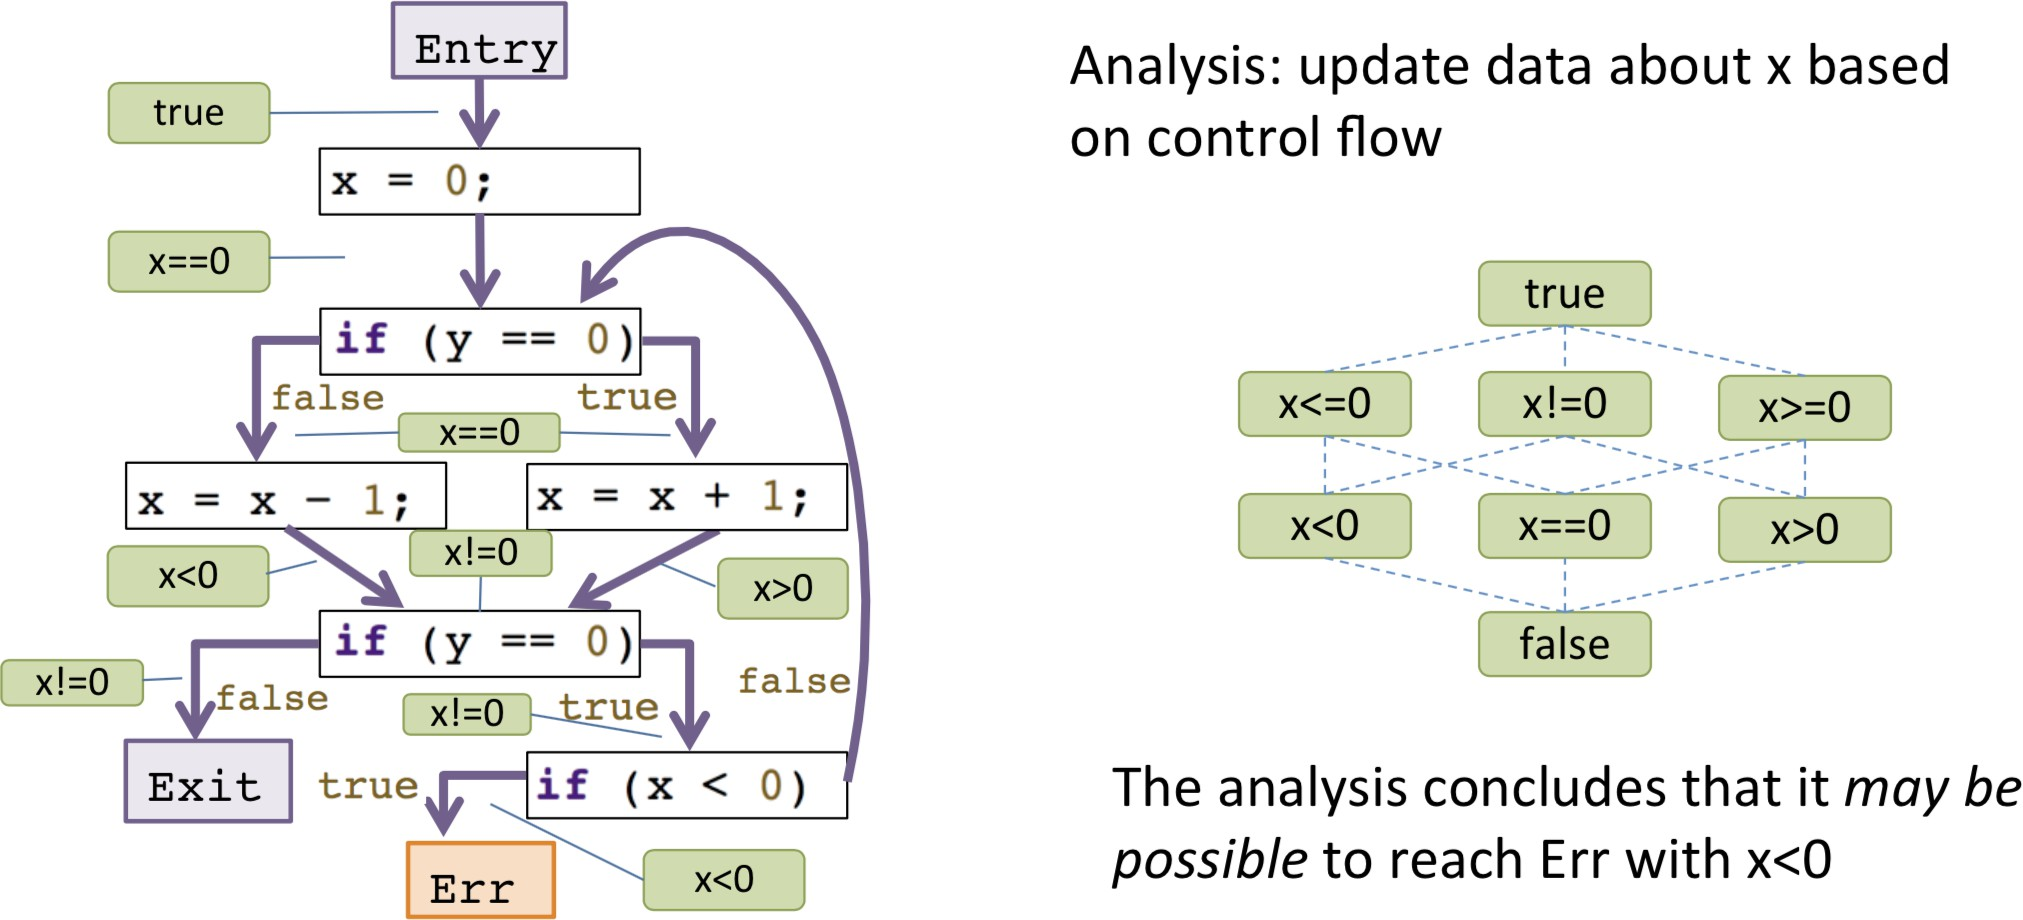 Entry
true
x = 0;
x==0
if (y == 0)
false
true
x==0
x = x - 1;
x = x + 1;
x!=0
x<0
x>0
if (y == 0)
x!=0
false
x!=0
true
false
Exit
true
if (x < 0)
Err
x<0
Analysis: update data about x based
on control flow
true
x<=0
x!=0
x>=0
x<0
x==0
x>0
false
The analysis concludes that it may be
possible to reach Err with x<0